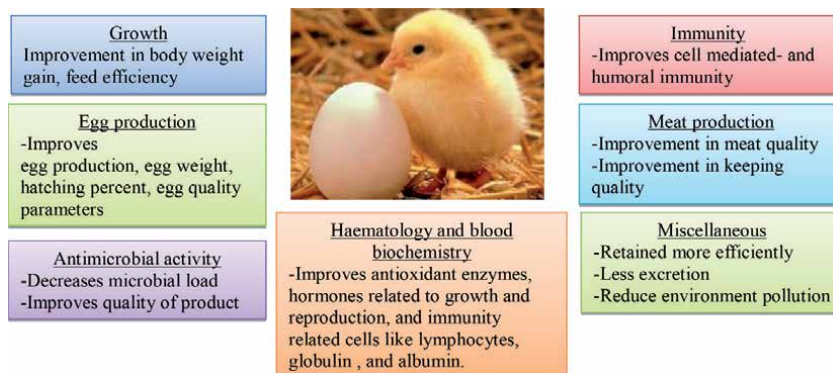 Growth
Improvement in body weight
gain, feed efficiency
Egg production
-Improves
egg production, egg weight,
hatching percent, egg quality
parameters
Antimicrobial activity
-Decreases microbial load
-Improves quality of product
Haematology and blood
biochemistry
-Improves antioxidant enzymes,
hormones related to growth and
reproduction, and immunity
related cells like lymphocytes,
globulin , and albumin.
Immunity
-Improves cell mediated- and
humoral immunity
Meat production
-Improvement in meat quality
-Improvement in keeping
quality
Miscellaneous
-Retained more efficiently
-Less excretion
-Reduce environment pollution